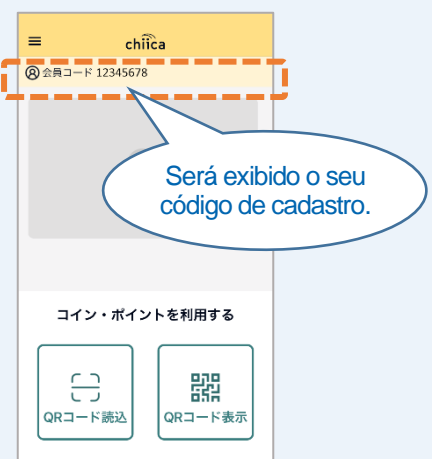 chiica
会員コード 12345678
Será exibido o seu
código de cadastro.
コイン・ポイントを利用する
QRコード読込
QRコード表示